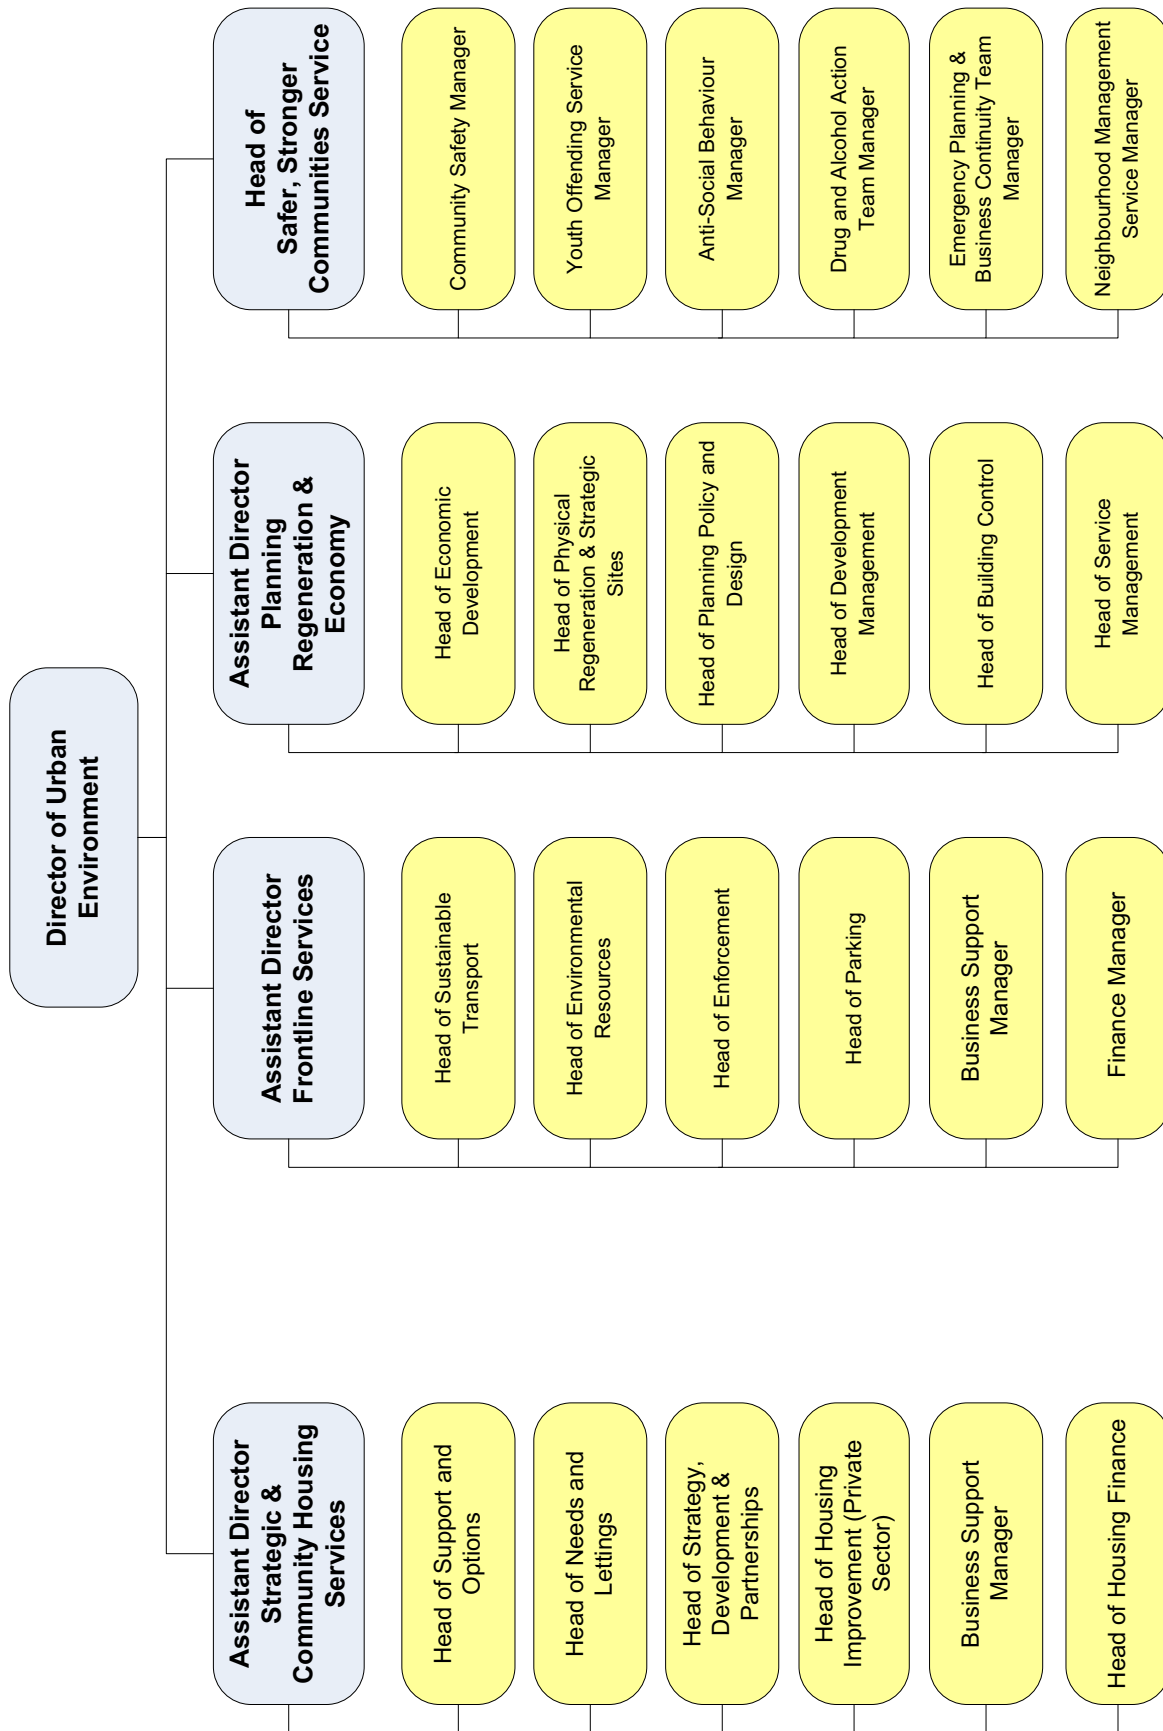 Director of Urban
Environment
Assistant Director
Strategic &
Community Housing
Services
Head of Support and
Options
Head of Needs and
Lettings
Head of Strategy,
Development &
Partnerships
Head of Housing
Improvement (Private
Sector)
Business Support
Manager
Head of Housing Finance
Assistant Director
Frontline Services
Head of Sustainable
Transport
Head of Environmental
Resources
Head of Enforcement
Head of Parking
Business Support
Manager
Finance Manager
Assistant Director
Planning
Regeneration &
Economy
Head of Economic
Development
Head of Physical
Regeneration & Strategic
Sites
Head of Planning Policy and
Design
Head of Development
Management
Head of Building Control
Head of Service
Management
Head of
Safer, Stronger
Communities Service
Community Safety Manager
Youth Offending Service
Manager
Anti-Social Behaviour
Manager
Drug and Alcohol Action
Team Manager
Emergency Planning &
Business Continuity Team
Manager
Neighbourhood Management
Service Manager